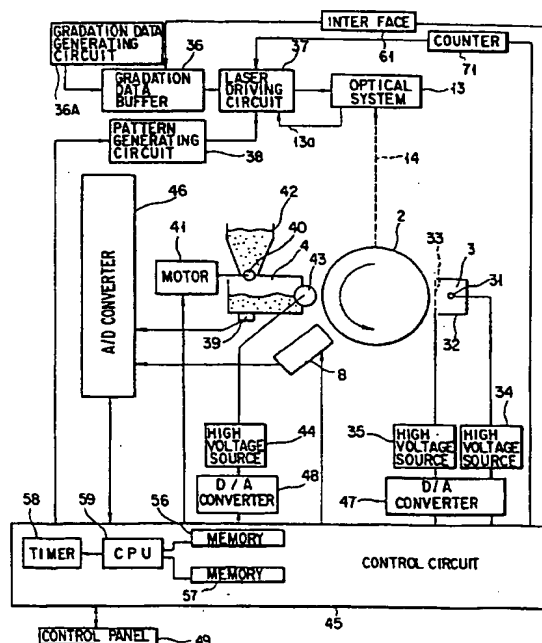 GRADATION DATA
GENERATING CIRCUIT
36A
36
GRADATION DATA
BUFFER
37
LASER
DRIVING
CIRCUIT
INTER FACE
61
COUNTER
71
OPTICAL
SYSTEM
13
13a
14
PATTERN
GENERATING
CIRCUIT
38
46
A/D CONVERTER
42
40
41
MOTOR
4
43
39
8
2
33
3
31
32
34
HIGH
VOLTAGE
SOURCE
44
D/A
CONVERTER
48
35
HIGH
VOLTAGE
SOURCE
HIGH
VOLTAGE
SOURCE
D/A
CONVERTER
47
58
TIMER
59
CPU
56
MEMORY
MEMORY
57
CONTROL CIRCUIT
45
CONTROL PANEL
49